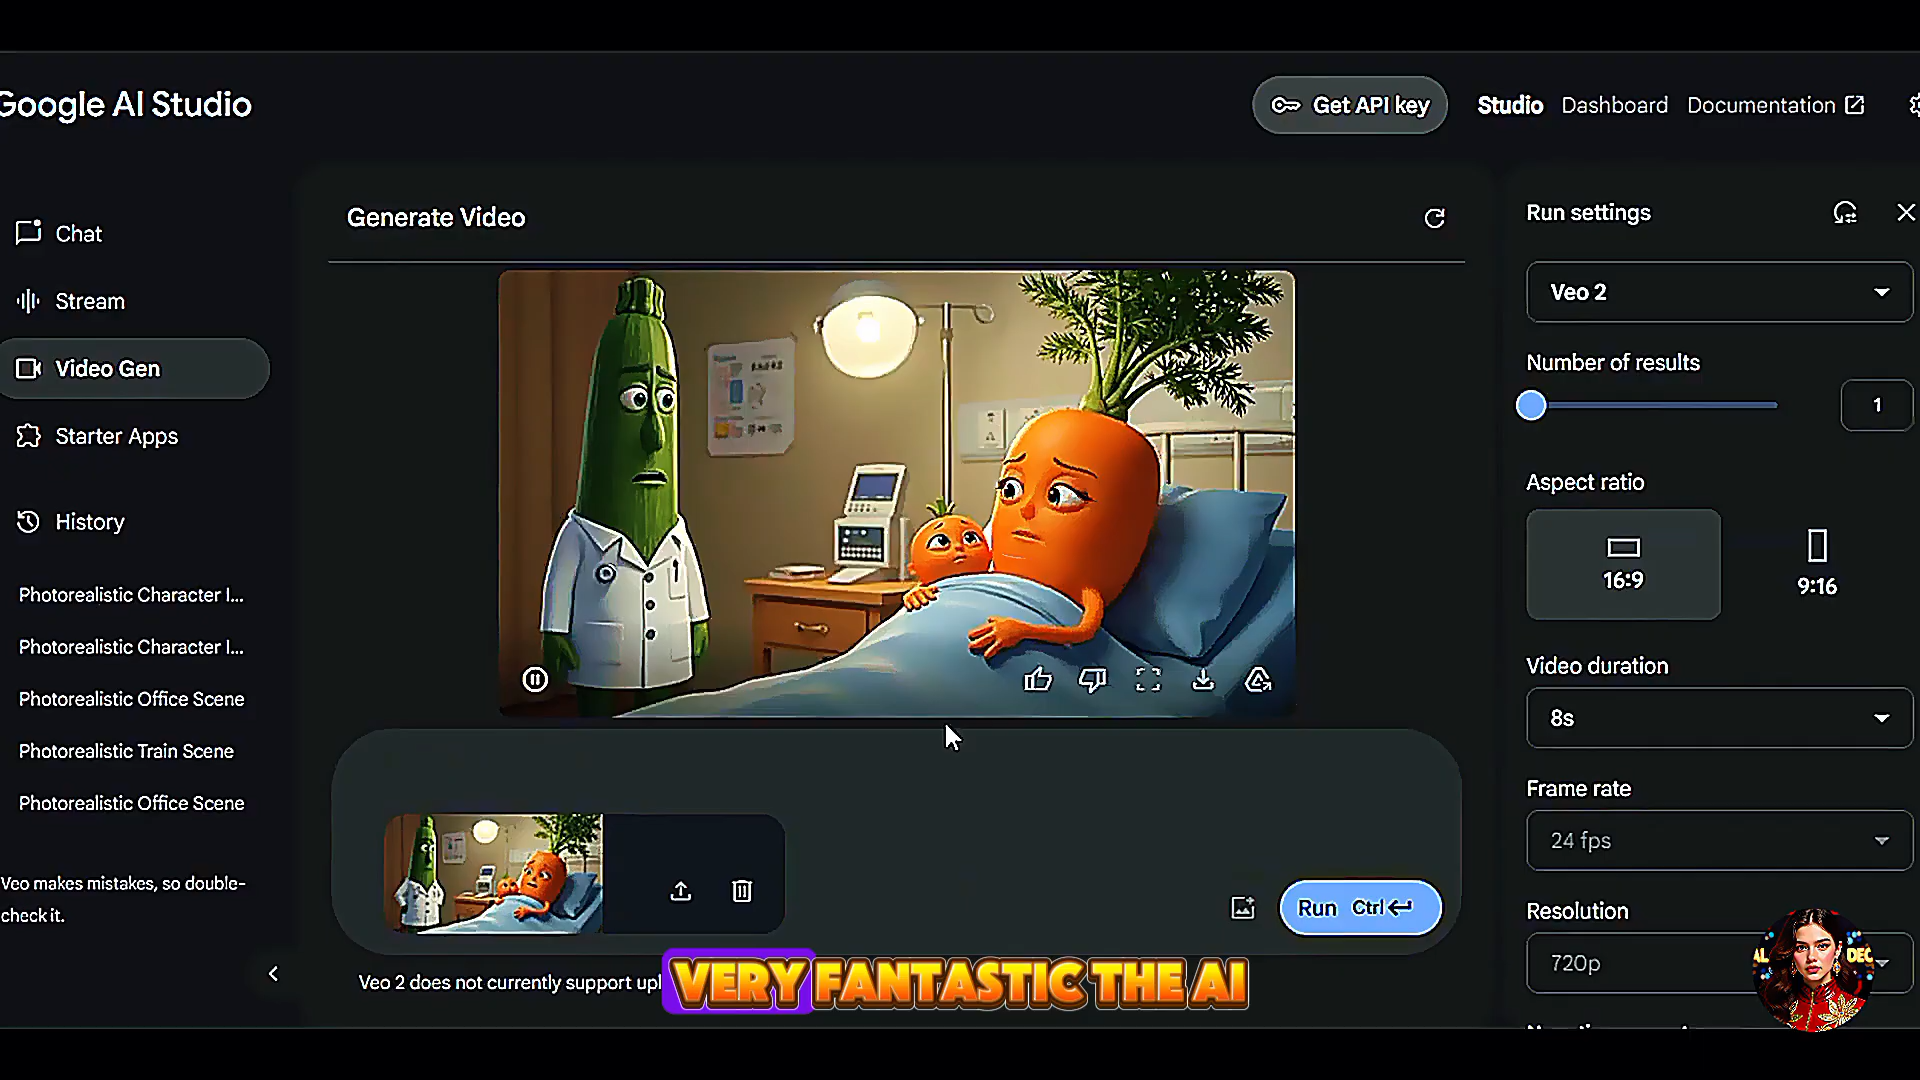 Google AI Studio
Get API key
Studio
Dashboard
Documentation
Chat
Stream
Video Gen
Starter Apps
History
Photorealistic Character I...
Photorealistic Character I...
Photorealistic Office Scene
Photorealistic Train Scene
Photorealistic Office Scene
Veo makes mistakes, so double-
check it.
Generate Video
Run Ctrl
Veo 2 does not currently support upl
VERY FANTASTIC THE AI
Run settings
Veo 2
Number of results
1
Aspect ratio
16:9
9:16
Video duration
8s
Frame rate
24 fps
Resolution
720p